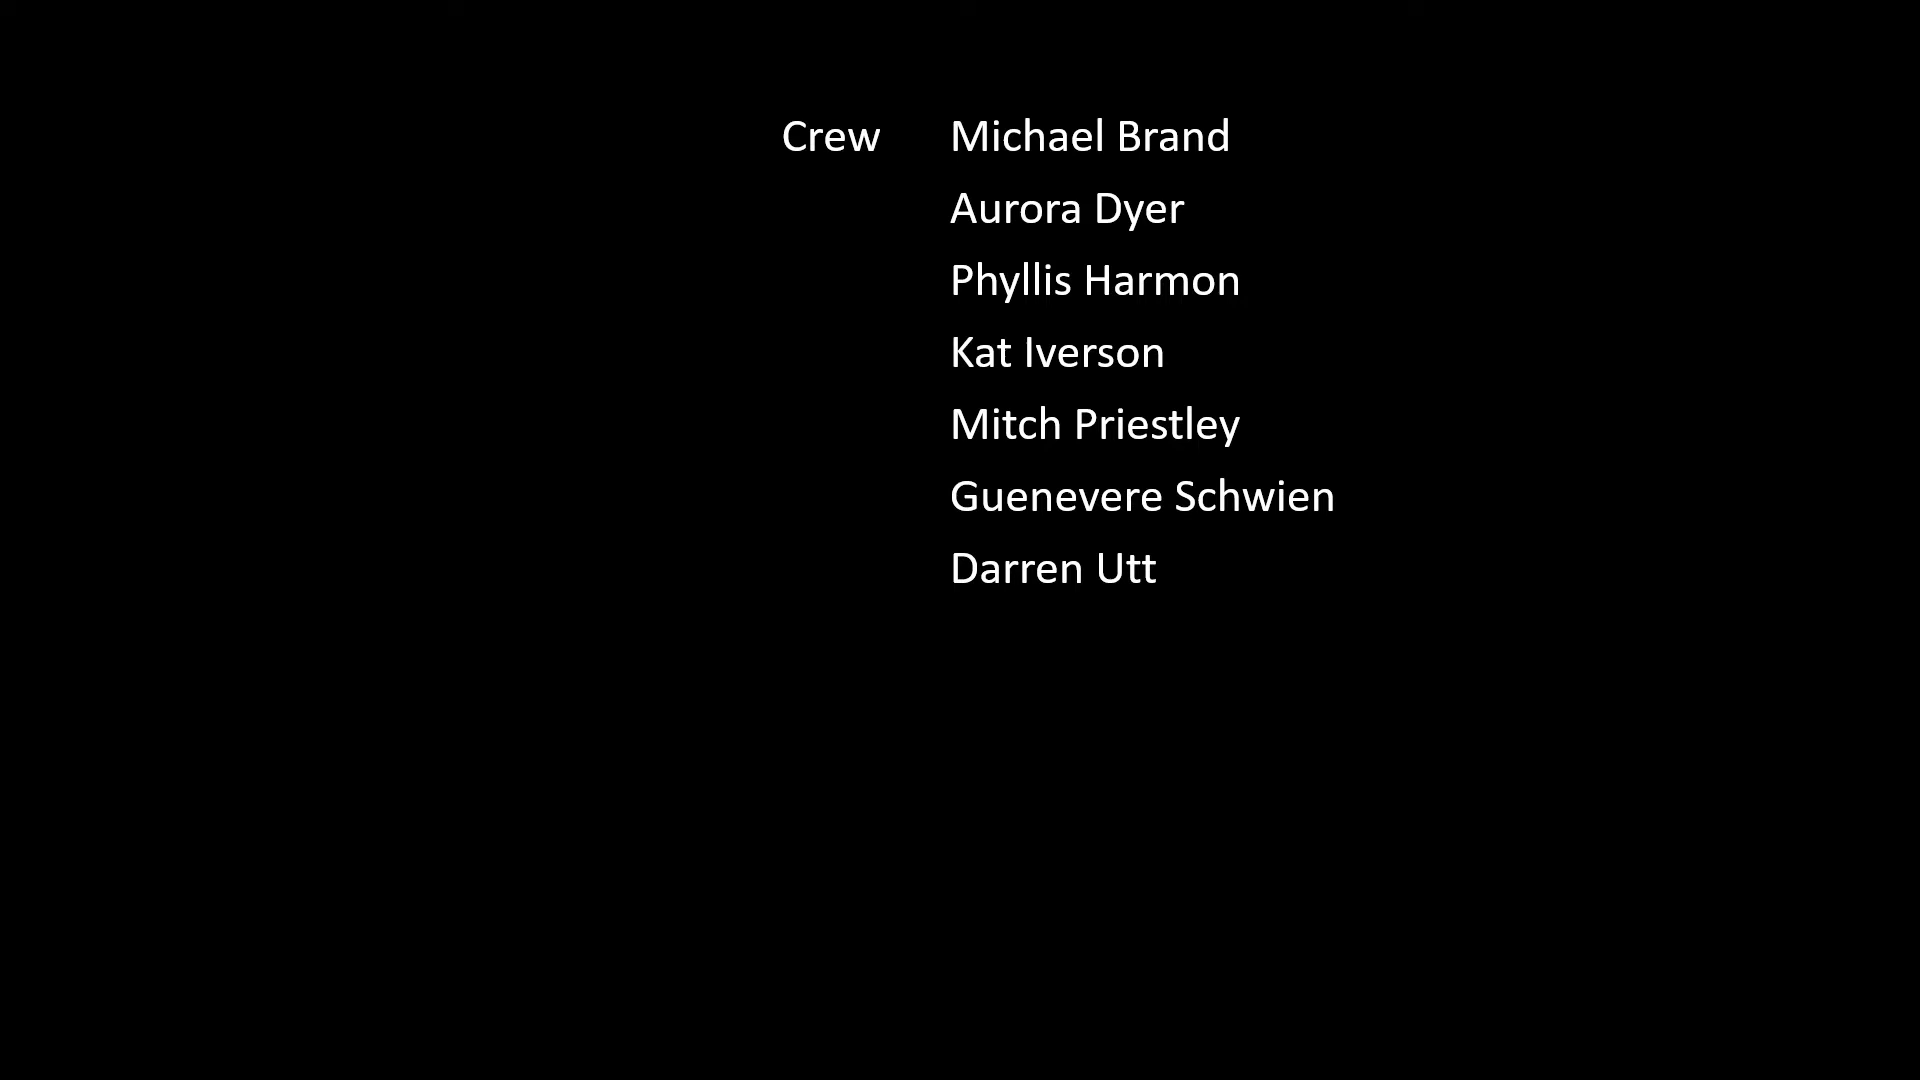 Crew Michael Brand
Aurora Dyer
Phyllis Harmon
Kat Iverson
Mitch Priestley
Guenevere Schwien
Darren Utt